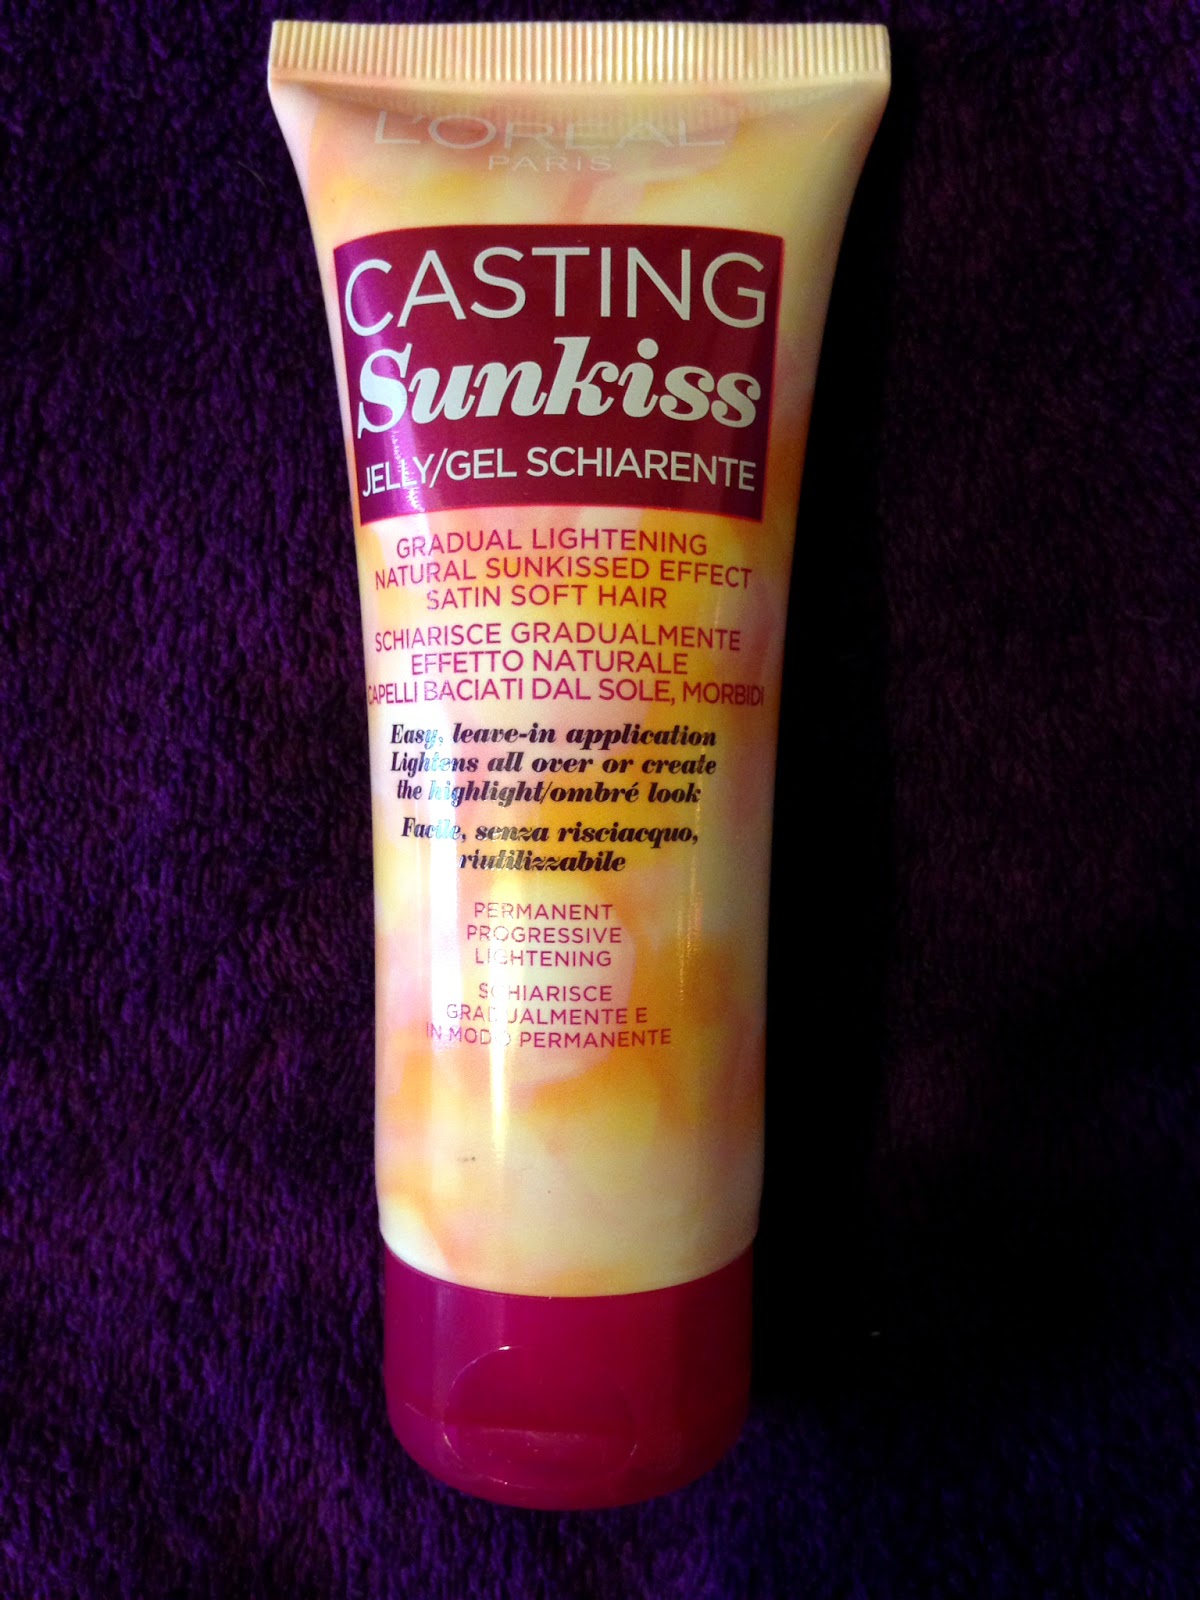 L'ORÉAL
PARIS
CASTING
Sunkiss
JELLY/GEL SCHIARENTE
GRADUAL LIGHTENING
NATURAL SUNKISSED EFFECT
SATIN SOFT HAIR
SCHIARISCE GRADUALMENTE
EFFETTO NATURALE
CAPELLI BACIATI DAL SOLE, MORBIDI
Easy, leave-in application
Lightens all over or create
the highlight/ombré look
Facile, senza risciacquo,
riutilizzabile
PERMANENT
PROGRESSIVE
LIGHTENING
SCHIARISCE
GRADUALMENTE E
IN MODO PERMANENTE